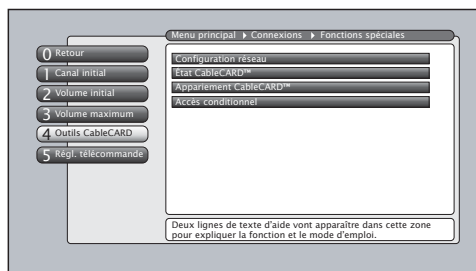 Menu principal ▶ Connexions ▶ Fonctions spéciales
0 Retour
1 Canal initial
2 Volume initial
3 Volume maximum
4 Outils CableCARD
5 Régl. télécommande
Configuration réseau
État CableCARD™
Appariement CableCARD™
Accès conditionnel
Deux lignes de texte d'aide vont apparaître dans cette zone
pour expliquer la fonction et le mode d'emploi.